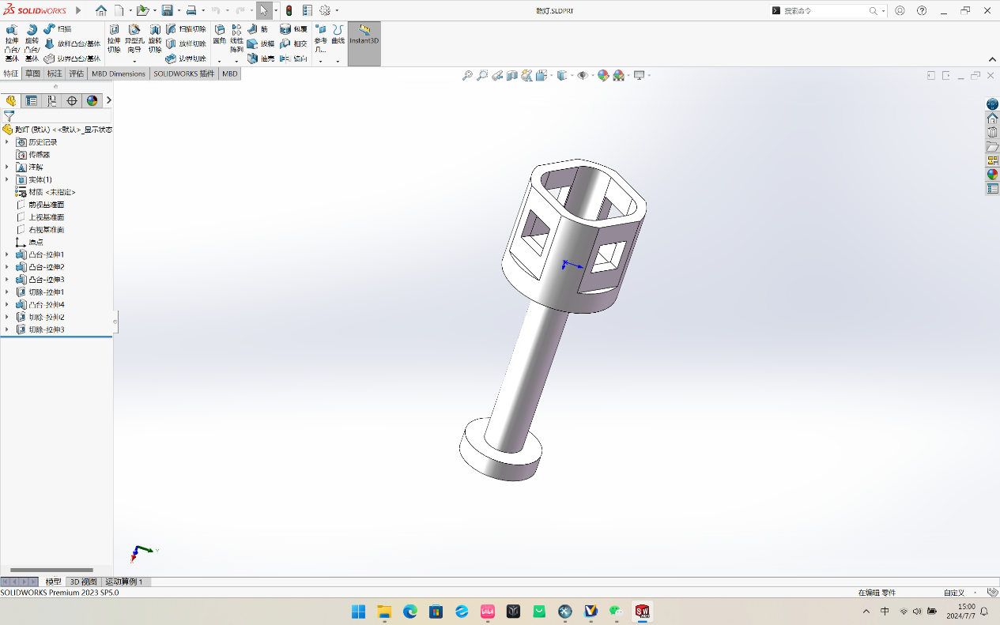 SOLIDWORKS
路灯.SLDPRT
搜索命令
拉伸凸台/基体
旋转凸台/基体
扫描
放样凸台/基体
边界凸台/基体
拉伸切除
异型孔向导
旋转切除
扫描切除
放样切除
边界切除
圆角
线性阵列
筋
拔模
抽壳
包覆
相交
镜向
参考几...
曲线
Instant3D
特征 草图 标注 评估 MBD Dimensions SOLIDWORKS 插件 MBD
路灯 (默认) <<默认>_显示状态
历史记录
传感器
注解
实体(1)
材质 <未指定>
前视基准面
上视基准面
右视基准面
原点
凸台-拉伸1
凸台-拉伸2
凸台-拉伸3
切除-拉伸1
凸台-拉伸4
切除-拉伸2
切除-拉伸3
模型 3D 视图 运动算例 1
SOLIDWORKS Premium 2023 SP5.0
在编辑 零件
自定义
中
15:00
2024/7/7